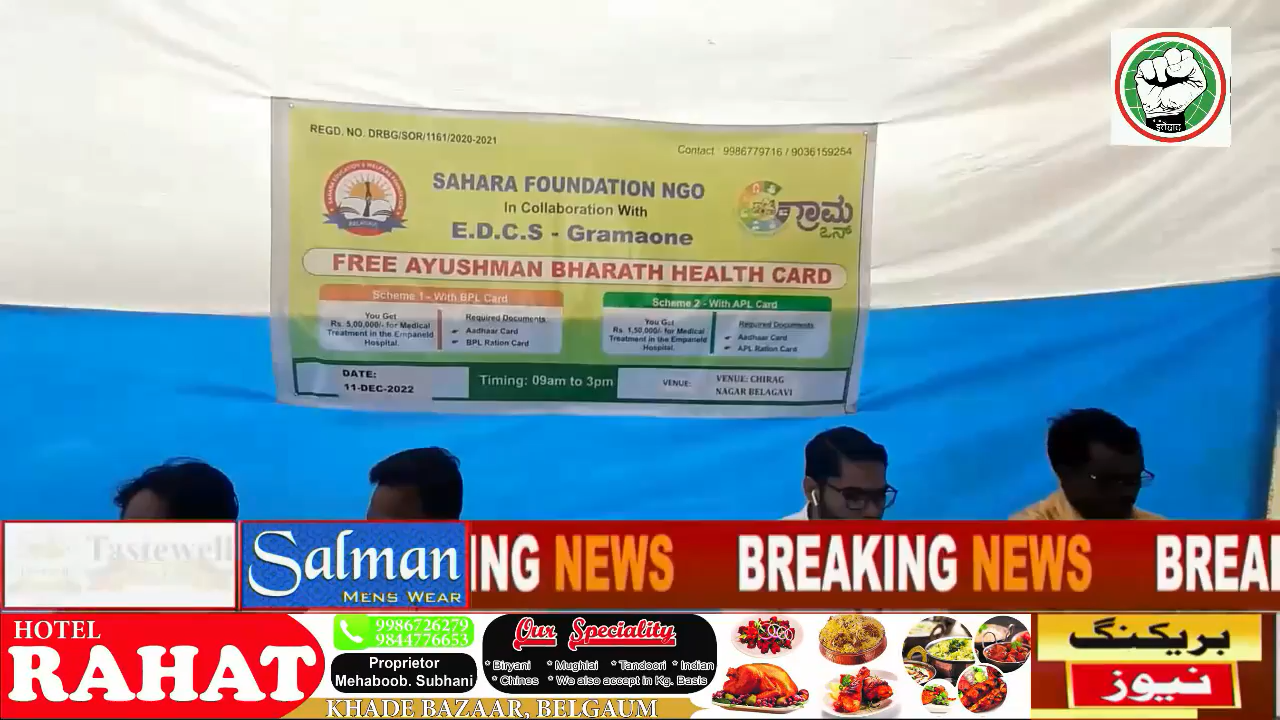 REGD. NO. DRBG/SOR/1161/2020-2021
Contact : 9986779716 / 9036159254
SAHARA FOUNDATION NGO
In Collaboration With
E.D.C.S - Gramaone
ಗ್ರಾಮ
ಒನ್
FREE AYUSHMAN BHARATH HEALTH CARD
Scheme 1 - With BPL Card
You Get
Rs. 5,00,000/- for Medical
Treatment in the Empaneld
Hospital.
Required Documents
Aadhaar Card
BPL Ration Card
Scheme 2 - With APL Card
You Get
Rs. 1,50,000/- for Medical
Treatment in the Empaneld
Hospital.
Required Documents
Aadhaar Card
APL Ration Card
DATE:
11-DEC-2022
Timing: 09am to 3pm
VENUE:
VENUE: CHIRAG
NAGAR BELAGAVI
Tastewell
Salman
MENS WEAR
ING NEWS BREAKING NEWS BREAK
HOTEL
RAHAT
9986726279
9844776653
Proprietor
Mehaboob. Subhani
Our Speciality
* Biryani * Mughlai * Tandoori * Indian
* Chines * We also accept in Kg. Basis
KHADE BAZAAR, BELGAUM
بریکنگ
نیوز